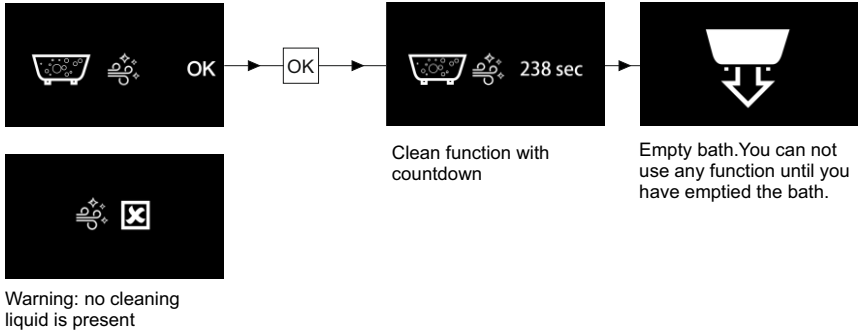 OK
OK
238 sec
Clean function with
countdown
Empty bath.You can not
use any function until you
have emptied the bath.
Warning: no cleaning
liquid is present